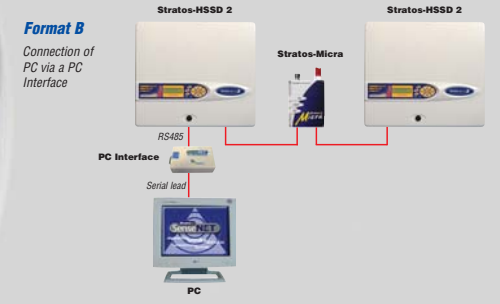 Format B
Connection of
PC via a PC
Interface
Stratos-HSSD 2
Stratos-Micra
Stratos-HSSD 2
RS485
PC Interface
Serial lead
SenseNET
PC